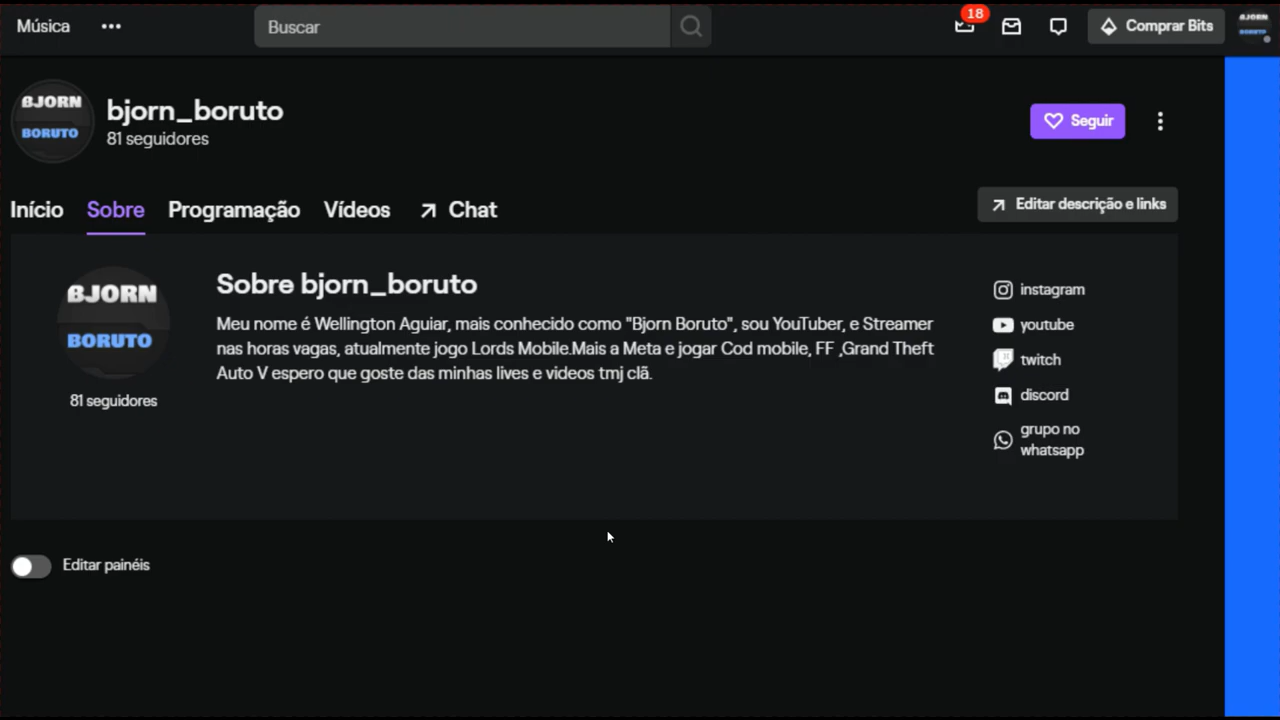 Música
Buscar
18
Comprar Bits
BJORN
BORUTO
BJORN
BORUTO
bjorn_boruto
81 seguidores
Seguir
Início
Sobre
Programação
Vídeos
Chat
Editar descrição e links
BJORN
BORUTO
81 seguidores
Sobre bjorn_boruto
Meu nome é Wellington Aguiar, mais conhecido como "Bjorn Boruto", sou YouTuber, e Streamer
nas horas vagas, atualmente jogo Lords Mobile.Mais a Meta e jogar Cod mobile, FF ,Grand Theft
Auto V espero que goste das minhas lives e videos tmj clã.
instagram
youtube
twitch
discord
grupo no
whatsapp
Editar painéis